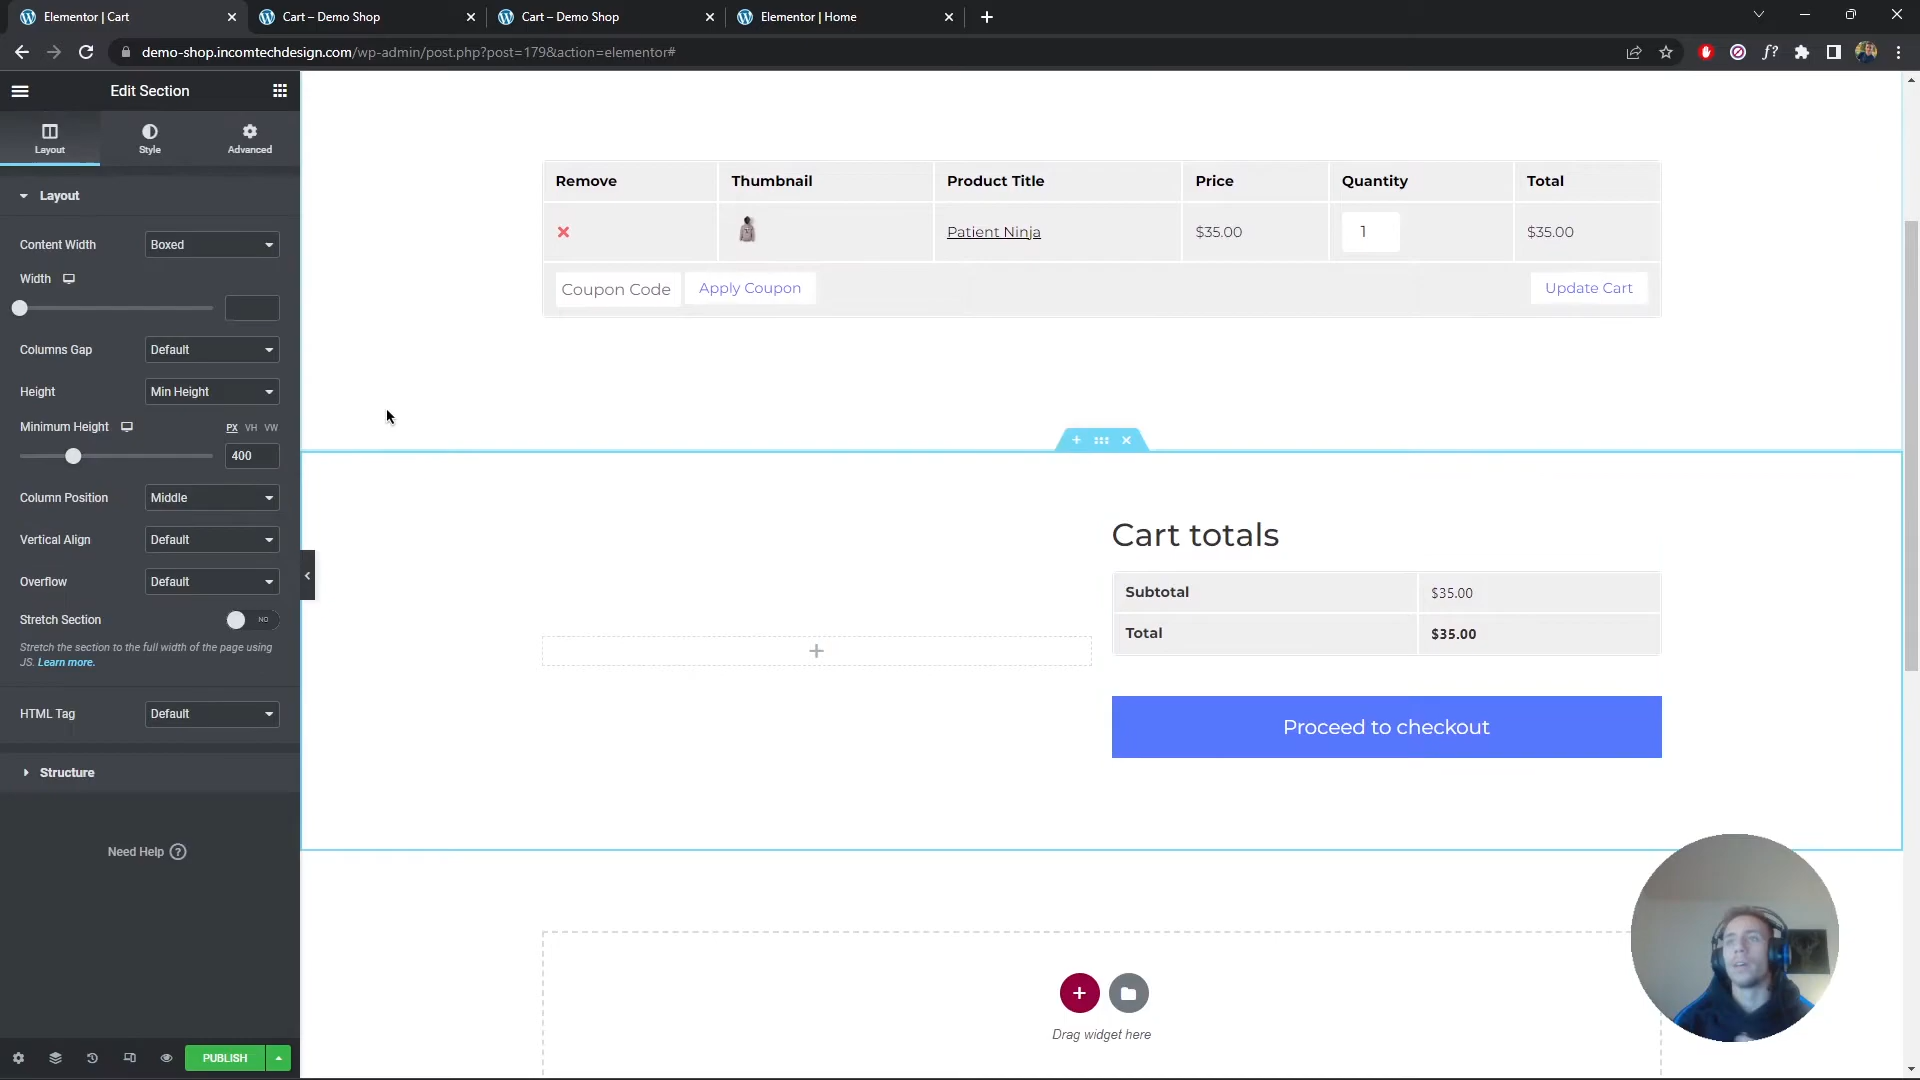 Elementor | Cart
Cart – Demo Shop
Cart – Demo Shop
Elementor | Home
demo-shop.incomtechdesign.com/wp-admin/post.php?post=179&action=elementor#
f?
Edit Section
Layout
Style
Advanced
Layout
Content Width
Boxed
Width
Columns Gap
Default
Height
Min Height
Minimum Height
PX VH VW
400
Column Position
Middle
Vertical Align
Default
Overflow
Default
Stretch Section
NO
Stretch the section to the full width of the page using
JS. Learn more.
HTML Tag
Default
Structure
Need Help ?
PUBLISH
Remove
Thumbnail
Product Title
Price
Quantity
Total
Patient Ninja
$35.00
1
$35.00
Coupon Code
Apply Coupon
Update Cart
Cart totals
Subtotal
$35.00
Total
$35.00
Proceed to checkout
Drag widget here